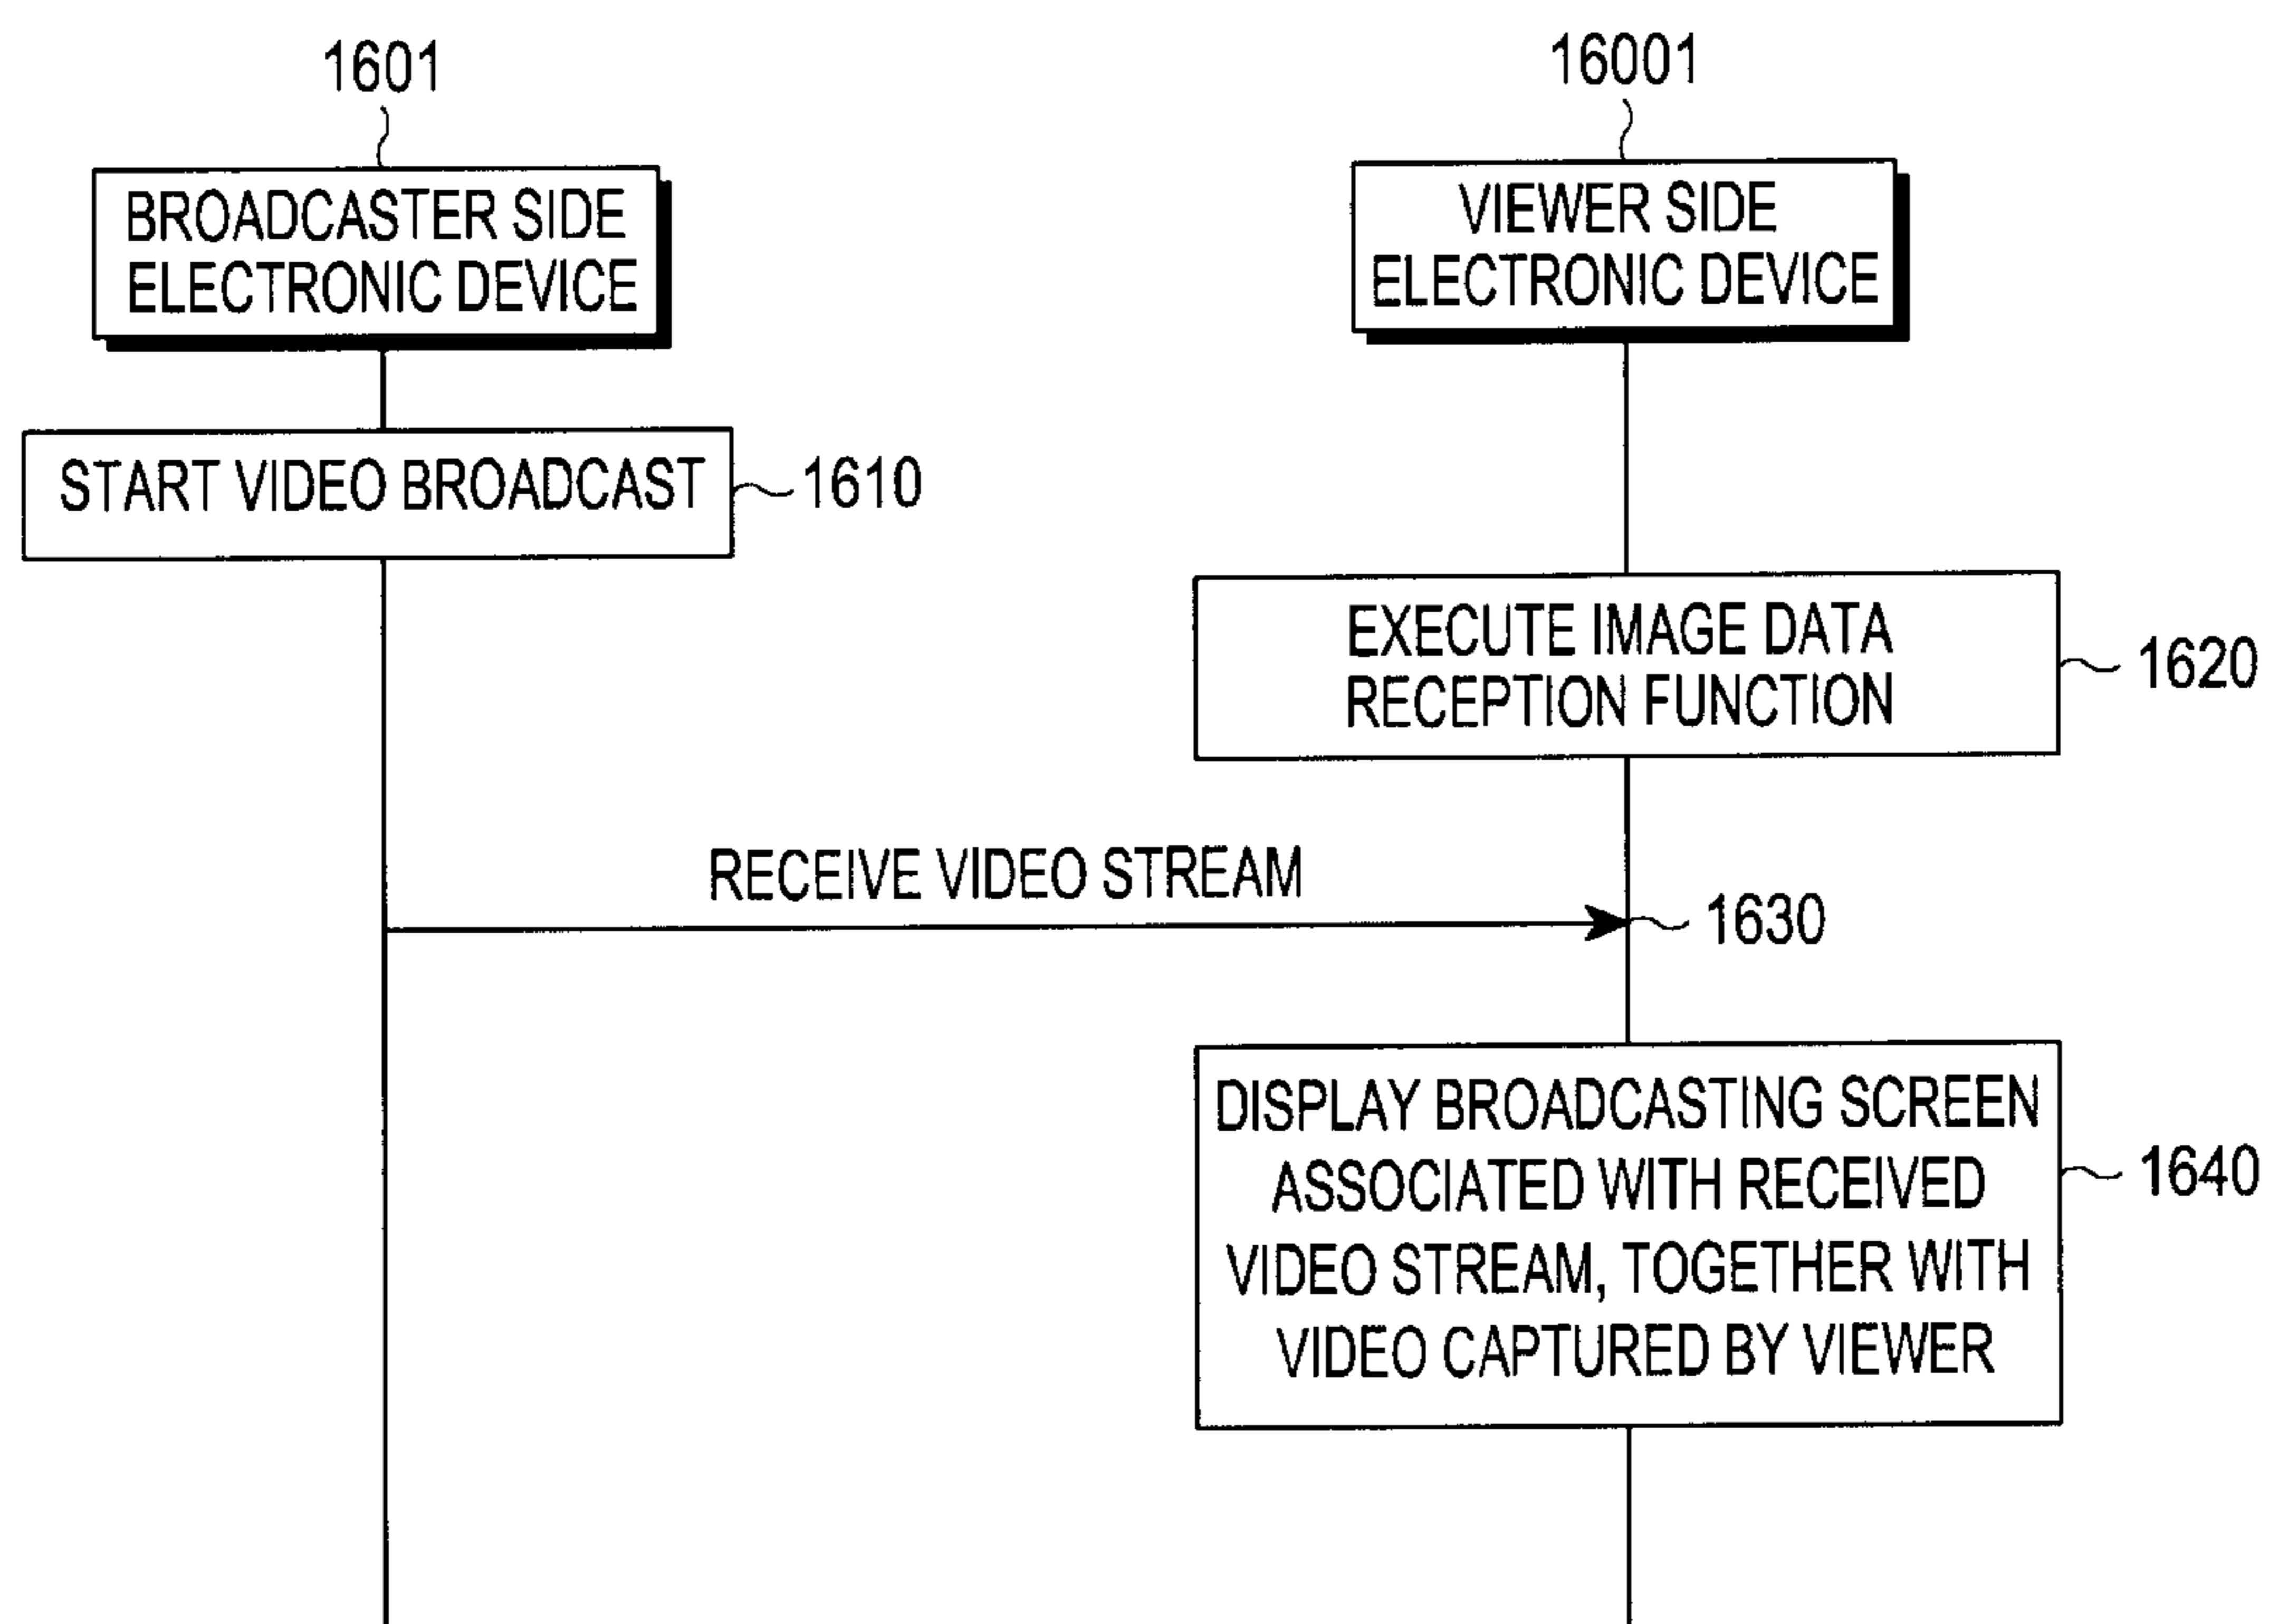 1601
16001
BROADCASTER SIDE
ELECTRONIC DEVICE
VIEWER SIDE
ELECTRONIC DEVICE
START VIDEO BROADCAST
1610
EXECUTE IMAGE DATA
RECEPTION FUNCTION
1620
RECEIVE VIDEO STREAM
1630
DISPLAY BROADCASTING SCREEN
ASSOCIATED WITH RECEIVED
VIDEO STREAM, TOGETHER WITH
VIDEO CAPTURED BY VIEWER
1640